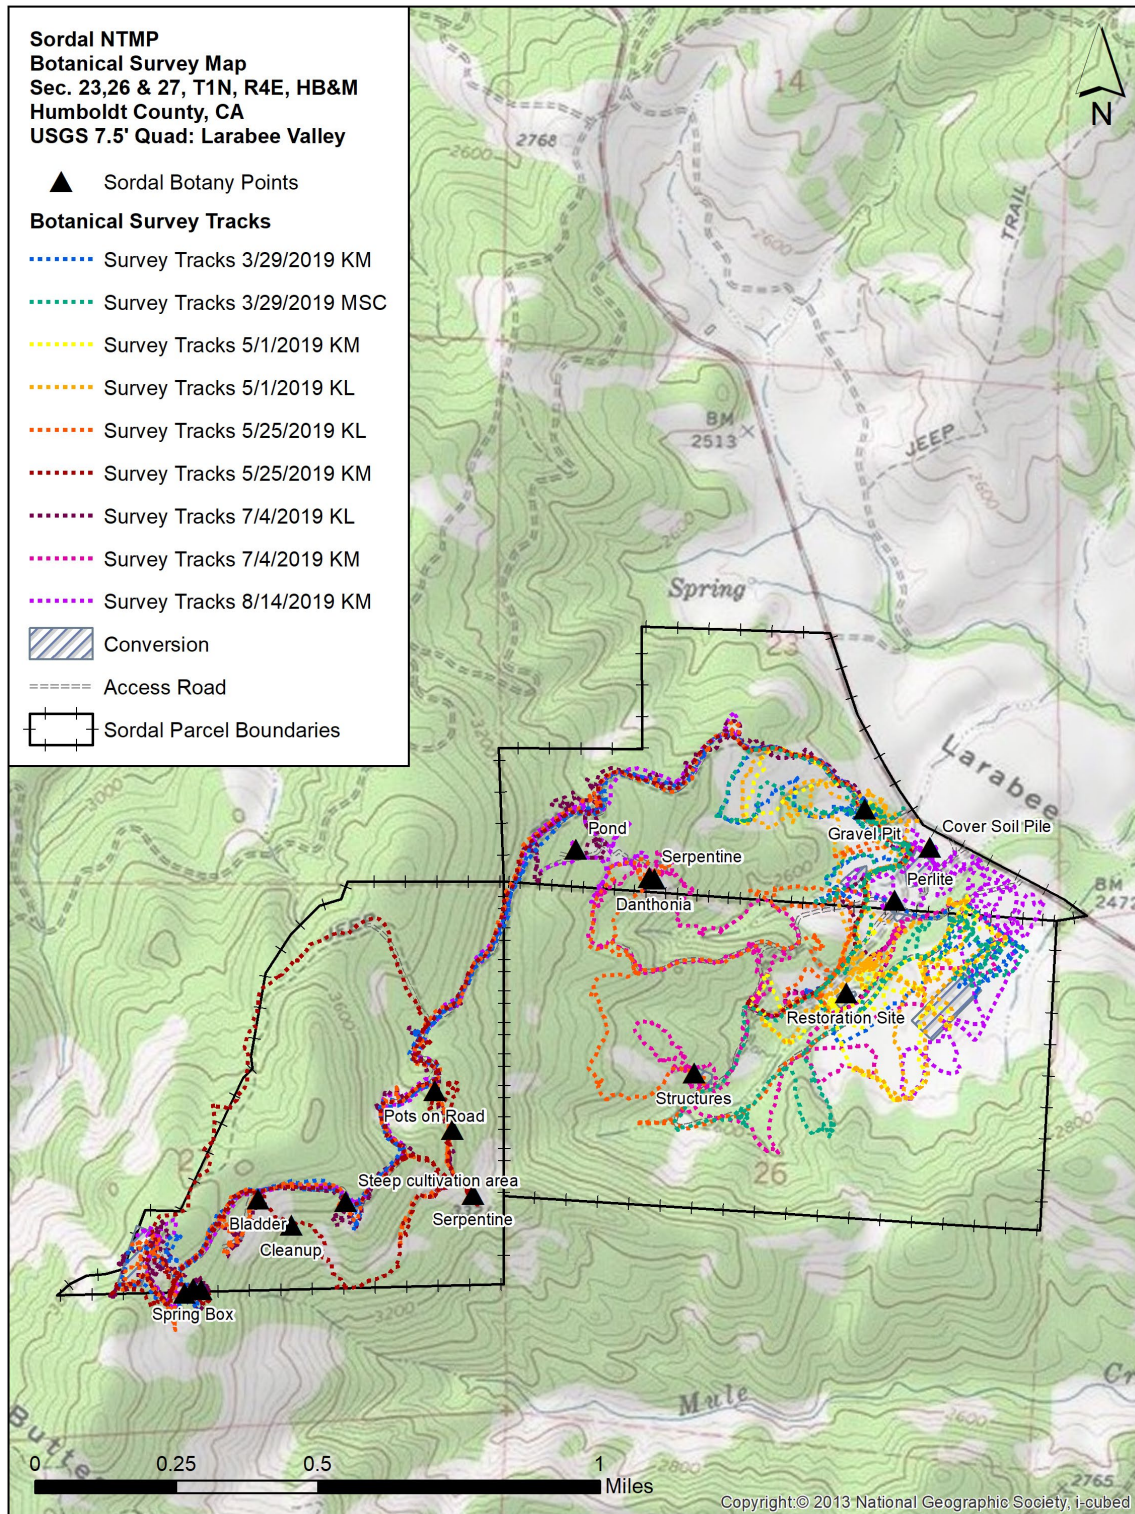 Sordal NTMP
Botanical Survey Map
Sec. 23,26 & 27, T1N, R4E, HB&M
Humboldt County, CA
USGS 7.5' Quad: Larabee Valley
Sordal Botany Points
Botanical Survey Tracks
Survey Tracks 3/29/2019 KM
Survey Tracks 3/29/2019 MSC
Survey Tracks 5/1/2019 KM
Survey Tracks 5/1/2019 KL
Survey Tracks 5/25/2019 KL
Survey Tracks 5/25/2019 KM
Survey Tracks 7/4/2019 KL
Survey Tracks 7/4/2019 KM
Survey Tracks 8/14/2019 KM
Conversion
Access Road
Sordal Parcel Boundaries
N
14
2768
2600
2600
TRAIL
BM
2513
JEEP
2600
2600
Spring
23
Larabee
Pond
Gravel Pit
Cover Soil Pile
Serpentine
Perlite
Danthonia
BM
2472
Restoration Site
Structures
Pots on Road
2800
26
Steep cultivation area
Bladder
Serpentine
Cleanup
Spring Box
3200
Mule
Cr
2600
2800
2765
Butte
0 0.25 0.5 1
Miles
Copyright:© 2013 National Geographic Society, i-cubed